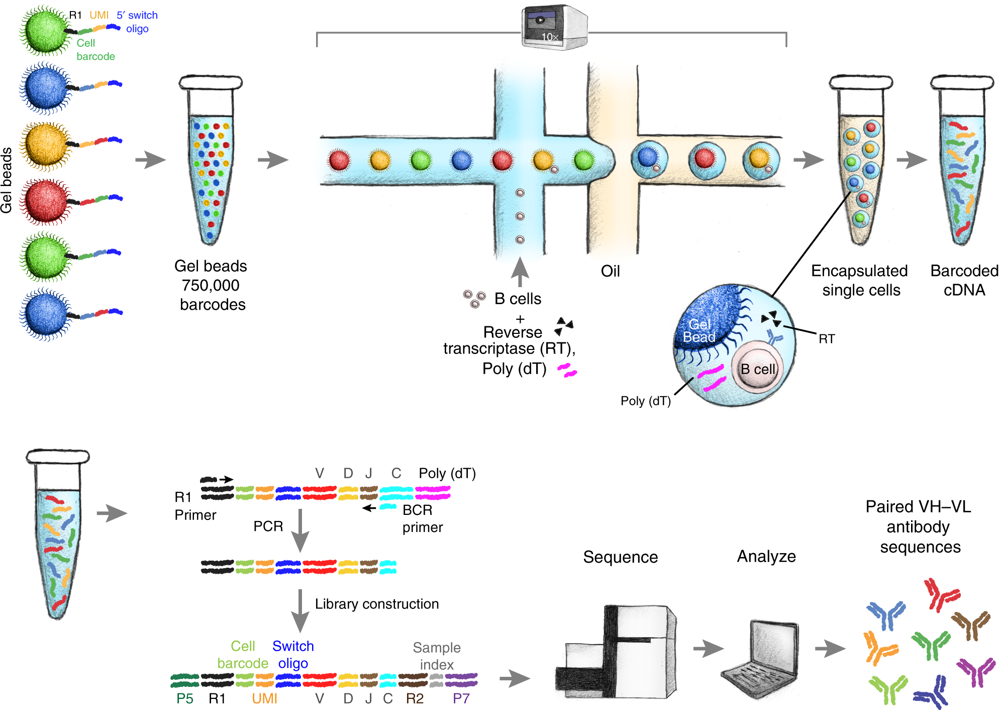 R1 UMI 5′ switch
oligo
Cell
barcode
Gel beads
Gel beads
750,000
barcodes
10×
Oil
B cells
+
Reverse
transcriptase (RT),
Poly (dT)
Encapsulated
single cells
Barcoded
cDNA
Gel
Bead
RT
B cell
Poly (dT)
V D J C Poly (dT)
R1
Primer
BCR
primer
PCR
Library construction
Cell
barcode
Switch
oligo
Sample
index
P5 R1 UMI V D J C R2 P7
Sequence
Analyze
Paired VH–VL
antibody
sequences